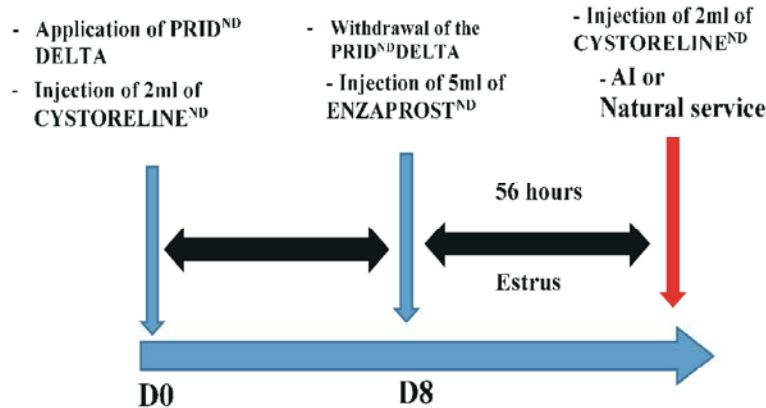 - Application of PRIDND
DELTA
- Injection of 2ml of
CYSTORELINEND
- Withdrawal of the
PRIDNDDELTA
- Injection of 5ml of
ENZAPROSTND
- Injection of 2ml of
CYSTORELINEND
- AI or
Natural service
56 hours
Estrus
D0
D8